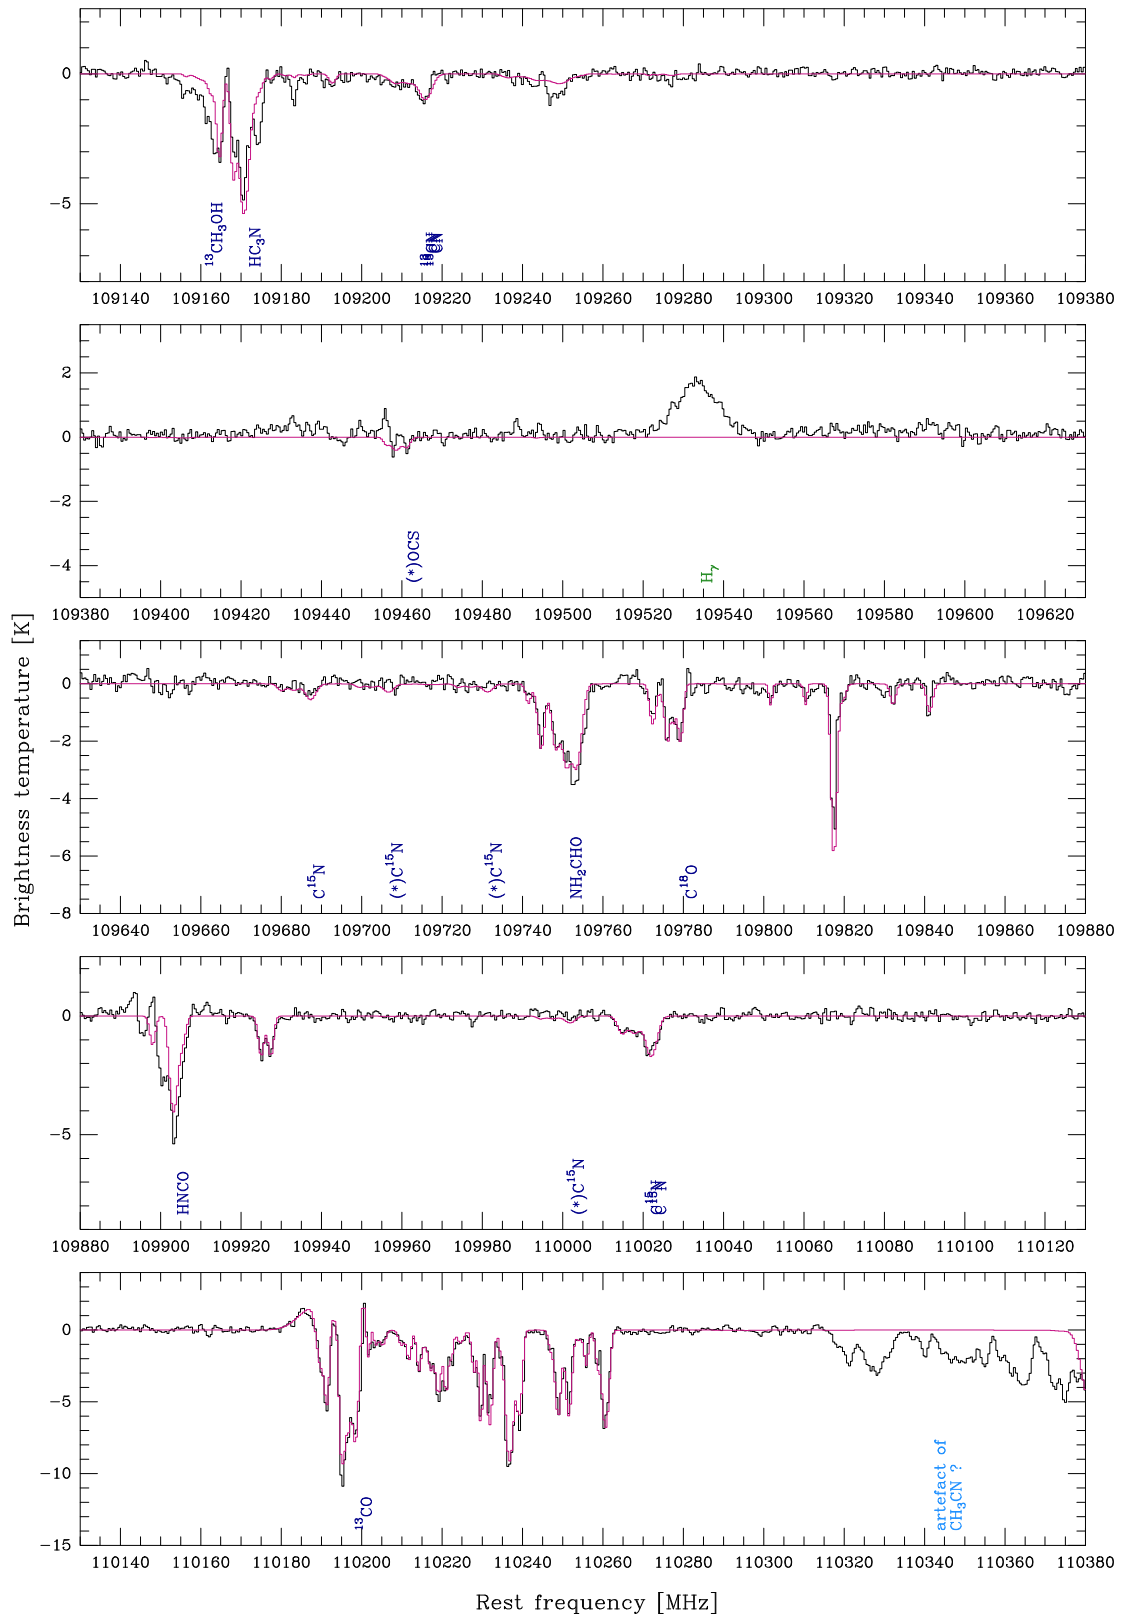 0
−5
¹³CH₃OH
HC₃N
109140 109160 109180 109200 109220 109240 109260 109280 109300 109320 109340 109360 109380
2
0
−2
−4
(*)OCS
Hγ
109380 109400 109420 109440 109460 109480 109500 109520 109540 109560 109580 109600 109620
Brightness temperature [K]
0
−2
−4
−6
−8
C¹⁵N
(*)C¹⁵N
(*)C¹⁵N
NH₂CHO
C¹⁸O
109640 109660 109680 109700 109720 109740 109760 109780 109800 109820 109840 109860 109880
0
−5
HNCO
(*)C¹⁵N
C¹⁵N
109880 109900 109920 109940 109960 109980 110000 110020 110040 110060 110080 110100 110120
0
−5
−10
−15
¹³CO
artefact of
CH₃CN ?
110140 110160 110180 110200 110220 110240 110260 110280 110300 110320 110340 110360 110380
Rest frequency [MHz]